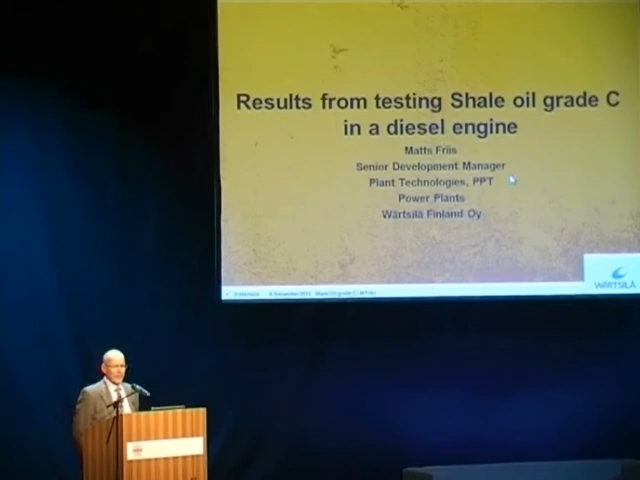 Results from testing Shale oil grade C
in a diesel engine
Matts Friis
Senior Development Manager
Plant Technologies, PPT
Power Plants
Wärtsilä Finland Oy
WÄRTSILÄ